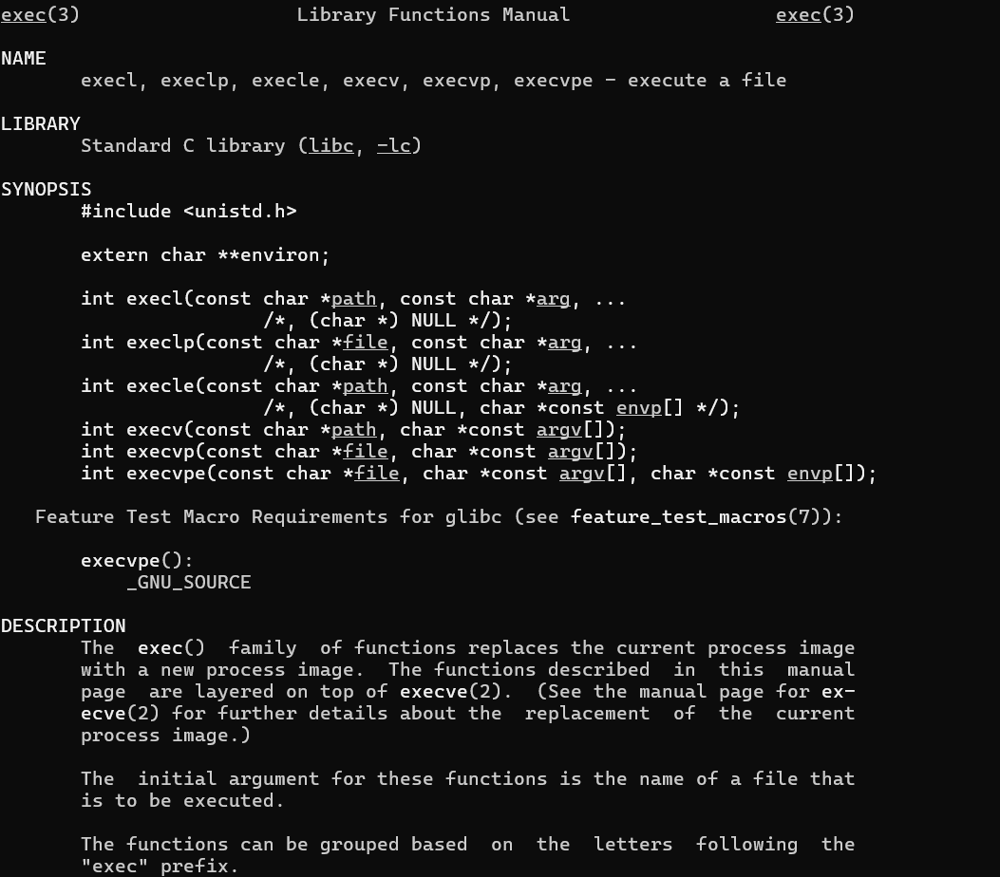 exec(3)                   Library Functions Manual                  exec(3)

NAME
       execl, execlp, execle, execv, execvp, execvpe - execute a file

LIBRARY
       Standard C library (libc, -lc)

SYNOPSIS
       #include <unistd.h>

       extern char **environ;

       int execl(const char *path, const char *arg, ...
                       /*, (char *) NULL */);
       int execlp(const char *file, const char *arg, ...
                       /*, (char *) NULL */);
       int execle(const char *path, const char *arg, ...
                       /*, (char *) NULL, char *const envp[] */);
       int execv(const char *path, char *const argv[]);
       int execvp(const char *file, char *const argv[]);
       int execvpe(const char *file, char *const argv[], char *const envp[]);

   Feature Test Macro Requirements for glibc (see feature_test_macros(7)):

       execvpe():
           _GNU_SOURCE

DESCRIPTION
       The  exec()  family  of functions replaces the current process image
       with a new process image.  The functions described  in  this  manual
       page  are layered on top of execve(2).  (See the manual page for ex-
       ecve(2) for further details about the  replacement  of  the  current
       process image.)

       The  initial argument for these functions is the name of a file that
       is to be executed.

       The functions can be grouped based  on  the  letters  following  the
       "exec" prefix.